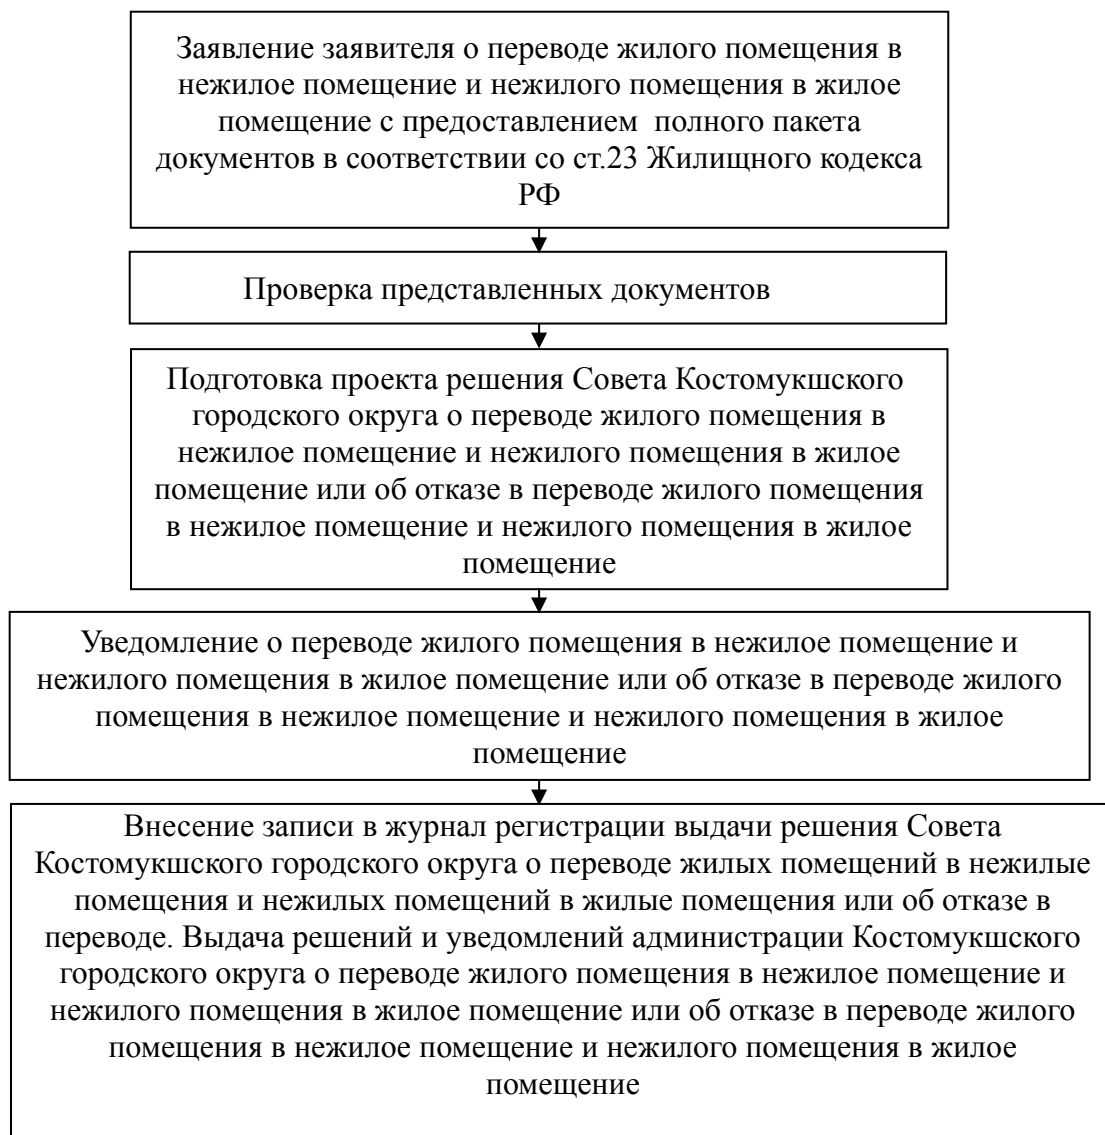 Заявление заявителя о переводе жилого помещения в
нежилое помещение и нежилого помещения в жилое
помещение с предоставлением полного пакета
документов в соответствии со ст.23 Жилищного кодекса
РФ
Проверка представленных документов
Подготовка проекта решения Совета Костомукшского
городского округа о переводе жилого помещения в
нежилое помещение и нежилого помещения в жилое
помещение или об отказе в переводе жилого помещения
в нежилое помещение и нежилого помещения в жилое
помещение
Уведомление о переводе жилого помещения в нежилое помещение и
нежилого помещения в жилое помещение или об отказе в переводе жилого
помещения в нежилое помещение и нежилого помещения в жилое
помещение
Внесение записи в журнал регистрации выдачи решения Совета
Костомукшского городского округа о переводе жилых помещений в нежилые
помещения и нежилых помещений в жилые помещения или об отказе в
переводе. Выдача решений и уведомлений администрации Костомукшского
городского округа о переводе жилого помещения в нежилое помещение и
нежилого помещения в жилое помещение или об отказе в переводе жилого
помещения в нежилое помещение и нежилого помещения в жилое
помещение